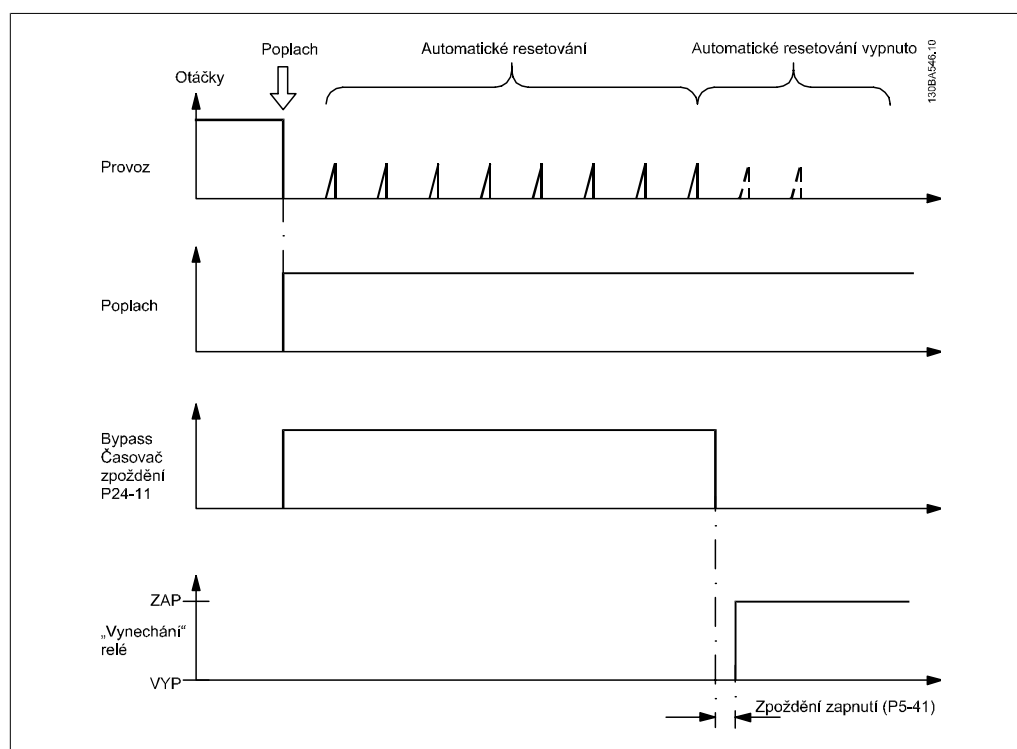 Poplach
Automatické resetování
Automatické resetování vypnuto
130BA546.10
Otáčky
Provoz
Poplach
Bypass
Časovač
zpoždění
P24-11
ZAP
„Vynechání“
relé
VYP
Zpoždění zapnutí (P5-41)